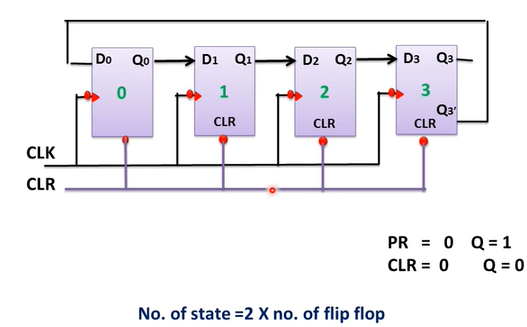 D0 Q0 D1 Q1 D2 Q2 D3 Q3
0 1 2 3
Q3'
CLR CLR CLR
CLK
CLR
PR = 0 Q = 1
CLR = 0 Q = 0
No. of state =2 X no. of flip flop